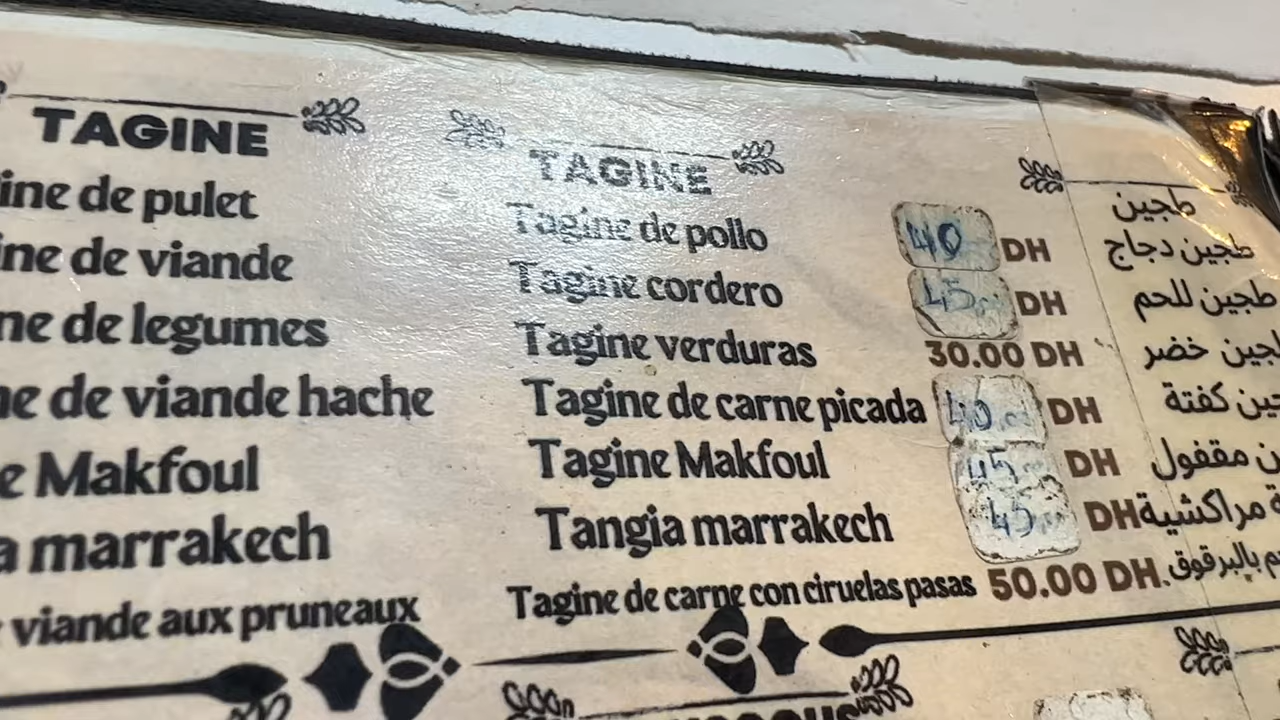 TAGINE
ine de pulet
ine de viande
ne de legumes
ne de viande hache
e Makfoul
a marrakech
viande aux pruneaux
TAGINE
Tagine de pollo 40 DH
Tagine cordero 45 DH
Tagine verduras 30.00 DH
Tagine de carne picada 40 DH
Tagine Makfoul 45 DH
Tangia marrakech 45 DH
Tagine de carne con ciruelas pasas 50.00 DH.
طجين
طجين دجاج
طجين للحم
جين خضر
جين كفتة
ن مقفول
ة مراكشية
م بالبرقوق